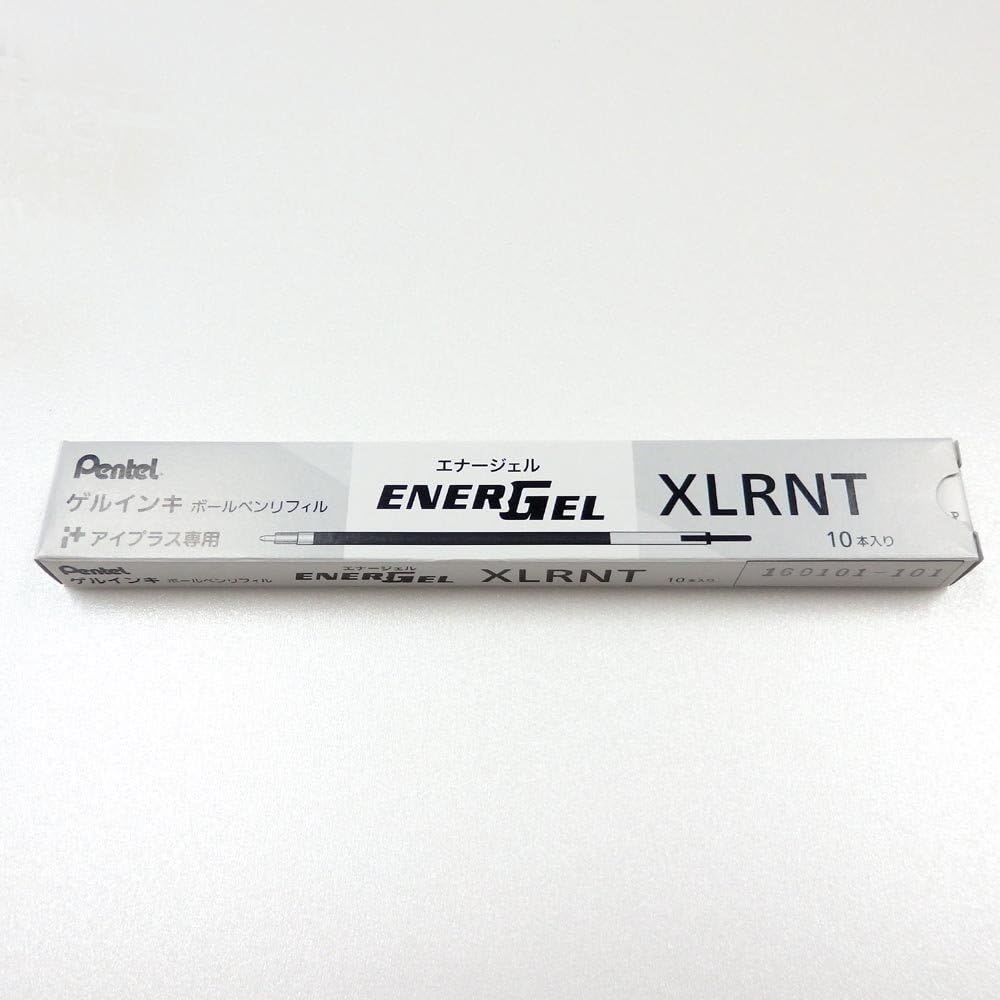 Pentel
ゲルインキ ボールペンリフィル
i+ アイプラス専用
エナージェル
ENERGEL
XLRNT
10本入り
Pentel
ゲルインキ ボールペンリフィル
エナージェル
ENERGEL
XLRNT
10本入り
160101-101